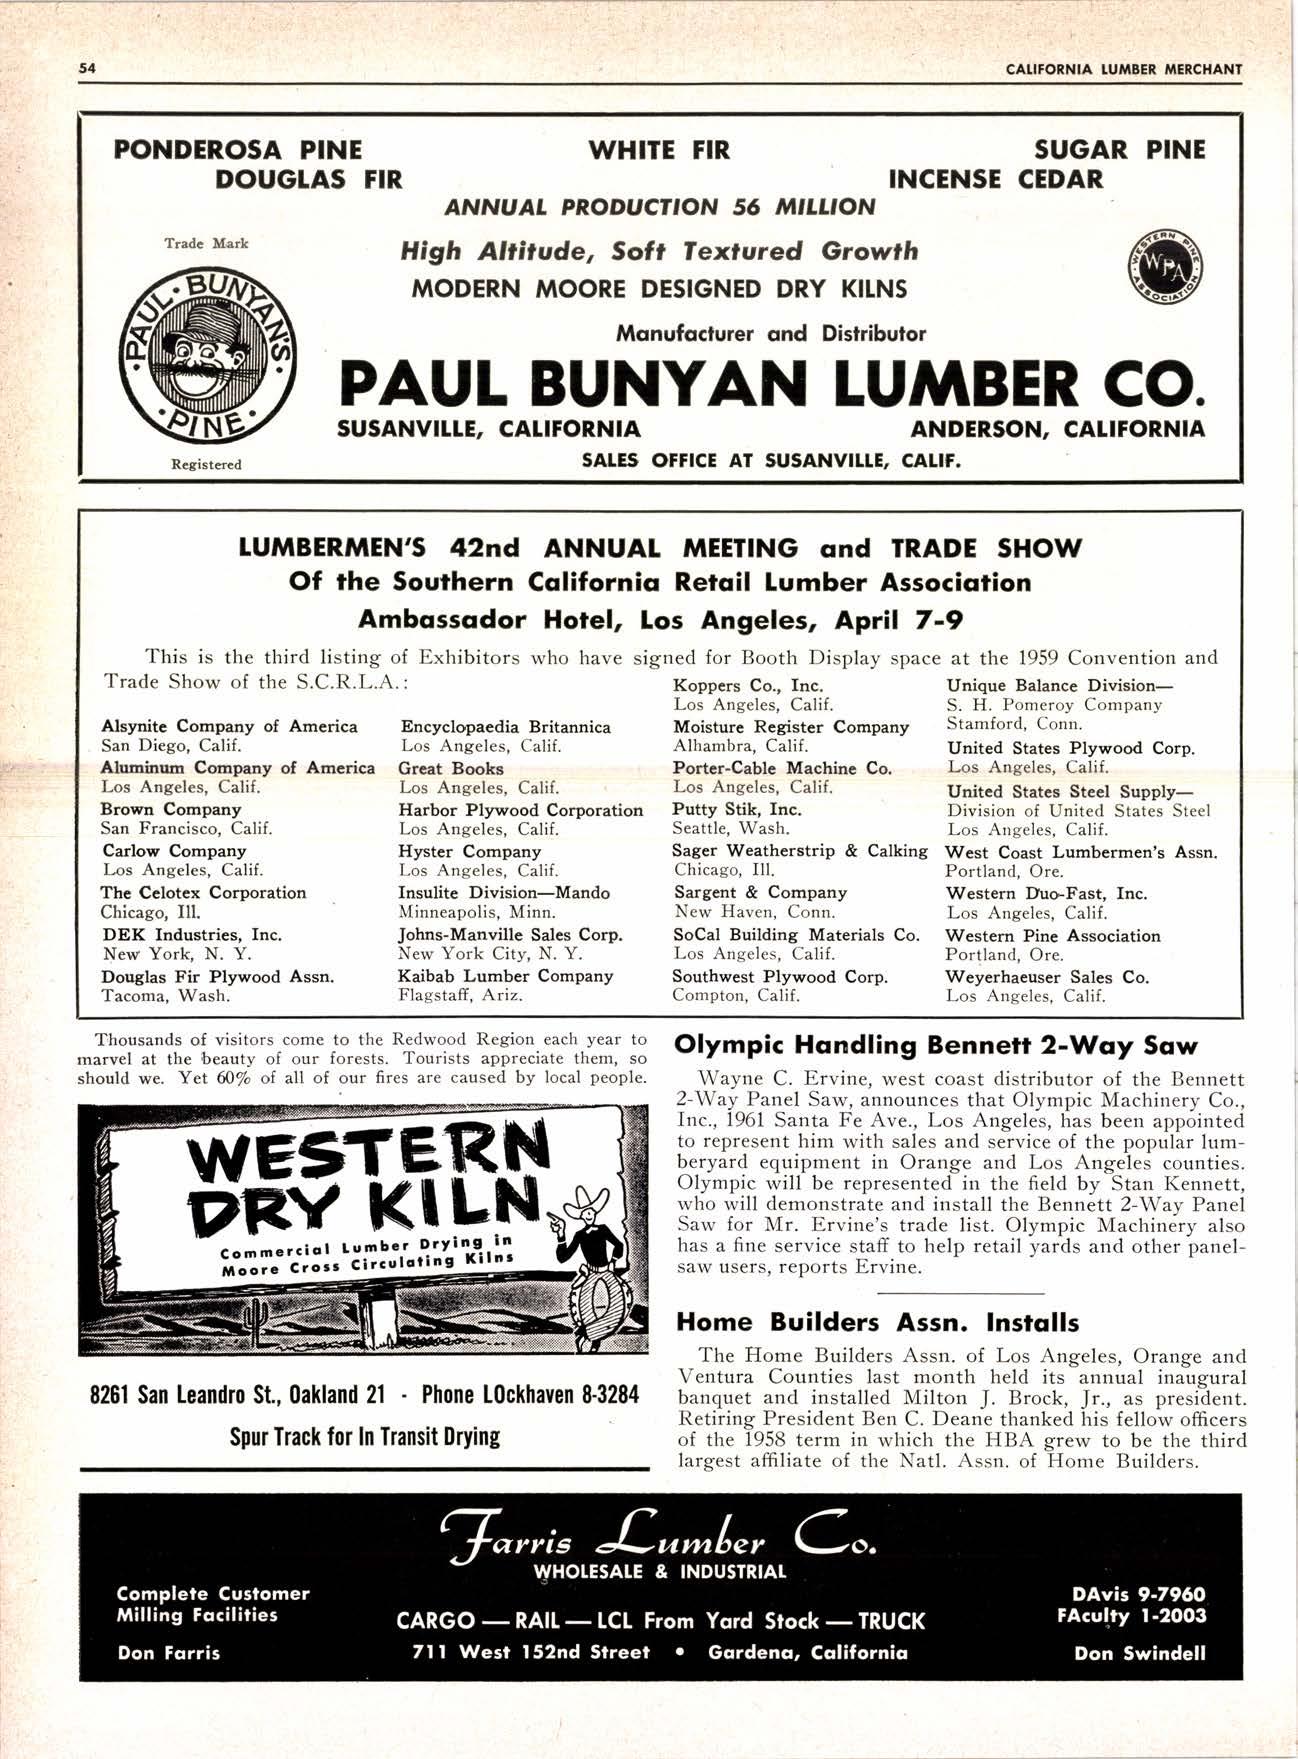 54
CALIFORNIA LUMBER MERCHANT
PONDEROSA PINE
WHITE FIR
SUGAR PINE
DOUGLAS FIR
INCENSE CEDAR
ANNUAL PRODUCTION 56 MILLION
Trade Mark
PAUL · BUNYAN'S · PINE
Registered
High Altitude, Soft Textured Growth
MODERN MOORE DESIGNED DRY KILNS
WESTERN PINE ASSOCIATION
WPA
Manufacturer and Distributor
PAUL BUNYAN LUMBER CO.
SUSANVILLE, CALIFORNIA
ANDERSON, CALIFORNIA
SALES OFFICE AT SUSANVILLE, CALIF.
LUMBERMEN'S 42nd ANNUAL MEETING and TRADE SHOW
Of the Southern California Retail Lumber Association
Ambassador Hotel, Los Angeles, April 7-9
This is the third listing of Exhibitors who have signed for Booth Display space at the 1959 Convention and
Trade Show of the S.C.R.L.A.:
Alsynite Company of America
San Diego, Calif.
Aluminum Company of America
Los Angeles, Calif.
Brown Company
San Francisco, Calif.
Carlow Company
Los Angeles, Calif.
The Celotex Corporation
Chicago, Ill.
DEK Industries, Inc.
New York, N. Y.
Douglas Fir Plywood Assn.
Tacoma, Wash.
Encyclopaedia Britannica
Los Angeles, Calif.
Great Books
Los Angeles, Calif.
Harbor Plywood Corporation
Los Angeles, Calif.
Hyster Company
Los Angeles, Calif.
Insulite Division—Mando
Minneapolis, Minn.
Johns-Manville Sales Corp.
New York City, N. Y.
Kaibab Lumber Company
Flagstaff, Ariz.
Koppers Co., Inc.
Los Angeles, Calif.
Moisture Register Company
Alhambra, Calif.
Porter-Cable Machine Co.
Los Angeles, Calif.
Putty Stik, Inc.
Seattle, Wash.
Sager Weatherstrip & Calking
Chicago, Ill.
Sargent & Company
New Haven, Conn.
SoCal Building Materials Co.
Los Angeles, Calif.
Southwest Plywood Corp.
Compton, Calif.
Unique Balance Division—
S. H. Pomeroy Company
Stamford, Conn.
United States Plywood Corp.
Los Angeles, Calif.
United States Steel Supply—
Division of United States Steel
Los Angeles, Calif.
West Coast Lumbermen's Assn.
Portland, Ore.
Western Duo-Fast, Inc.
Los Angeles, Calif.
Western Pine Association
Portland, Ore.
Weyerhaeuser Sales Co.
Los Angeles, Calif.
Thousands of visitors come to the Redwood Region each year to
marvel at the beauty of our forests. Tourists appreciate them, so
should we. Yet 60% of all of our fires are caused by local people.
WESTERN
DRY KILN
Commercial Lumber Drying in
Moore Cross Circulating Kilns
8261 San Leandro St., Oakland 21 - Phone LOckhaven 8-3284
Spur Track for In Transit Drying
Olympic Handling Bennett 2-Way Saw
Wayne C. Ervine, west coast distributor of the Bennett
2-Way Panel Saw, announces that Olympic Machinery Co.,
Inc., 1961 Santa Fe Ave., Los Angeles, has been appointed
to represent him with sales and service of the popular lum-
beryard equipment in Orange and Los Angeles counties.
Olympic will be represented in the field by Stan Kennett,
who will demonstrate and install the Bennett 2-Way Panel
Saw for Mr. Ervine's trade list. Olympic Machinery also
has a fine service staff to help retail yards and other panel-
saw users, reports Ervine.
Home Builders Assn. Installs
The Home Builders Assn. of Los Angeles, Orange and
Ventura Counties last month held its annual inaugural
banquet and installed Milton J. Brock, Jr., as president.
Retiring President Ben C. Deane thanked his fellow officers
of the 1958 term in which the HBA grew to be the third
largest affiliate of the Natl. Assn. of Home Builders.
Farris Lumber Co.
WHOLESALE & INDUSTRIAL
Complete Customer
Milling Facilities
Don Farris
CARGO — RAIL — LCL From Yard Stock — TRUCK
711 West 152nd Street • Gardena, California
DAvis 9-7960
FAculty 1-2003
Don Swindell